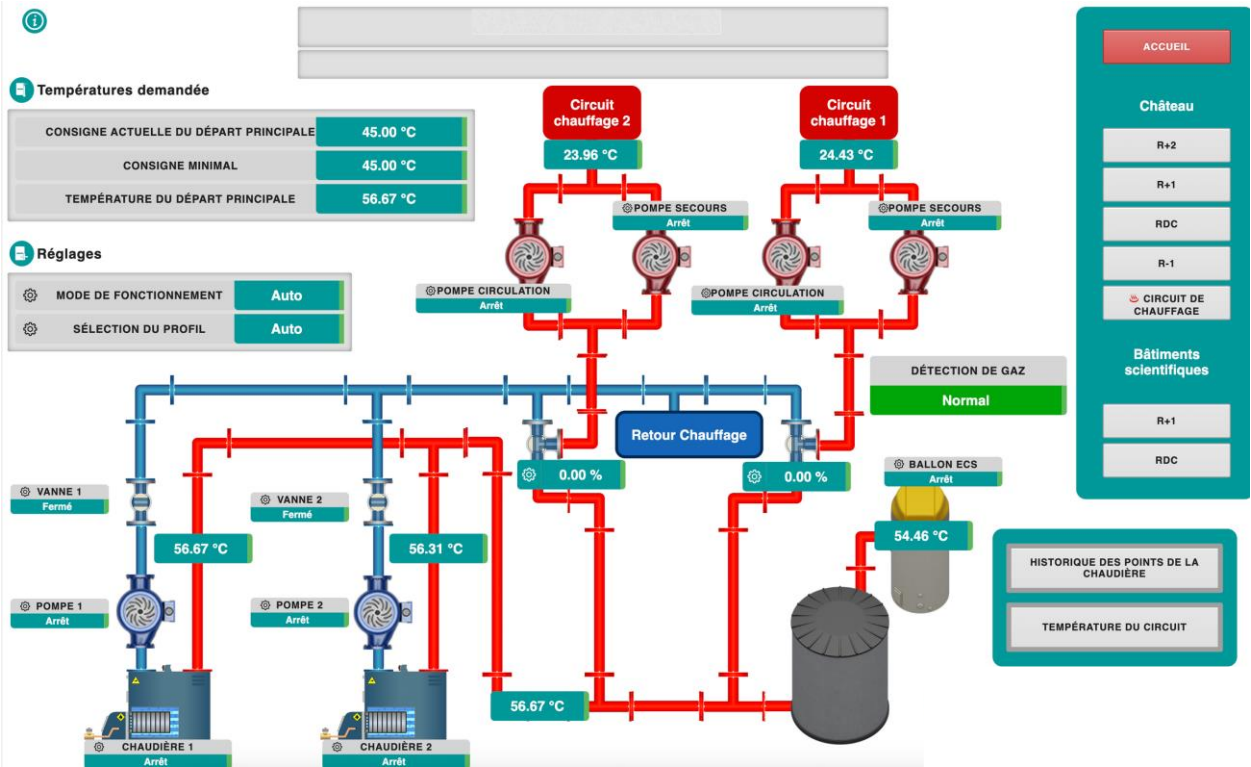 Températures demandée
CONSIGNE ACTUELLE DU DÉPART PRINCIPALE 45.00 °C
CONSIGNE MINIMAL 45.00 °C
TEMPÉRATURE DU DÉPART PRINCIPALE 56.67 °C
Réglages
MODE DE FONCTIONNEMENT Auto
SÉLECTION DU PROFIL Auto
Circuit
chauffage 2
23.96 °C
Circuit
chauffage 1
24.43 °C
POMPE SECOURS
Arrêt
POMPE SECOURS
Arrêt
POMPE CIRCULATION
Arrêt
POMPE CIRCULATION
Arrêt
DÉTECTION DE GAZ
Normal
Retour Chauffage
0.00 %
0.00 %
BALLON ECS
Arrêt
54.46 °C
VANNE 1
Fermé
VANNE 2
Fermé
56.67 °C
56.31 °C
POMPE 1
Arrêt
POMPE 2
Arrêt
56.67 °C
CHAUDIÈRE 1
Arrêt
CHAUDIÈRE 2
Arrêt
ACCUEIL
Château
R+2
R+1
RDC
R-1
CIRCUIT DE
CHAUFFAGE
Bâtiments
scientifiques
R+1
RDC
HISTORIQUE DES POINTS DE LA
CHAUDIÈRE
TEMPÉRATURE DU CIRCUIT